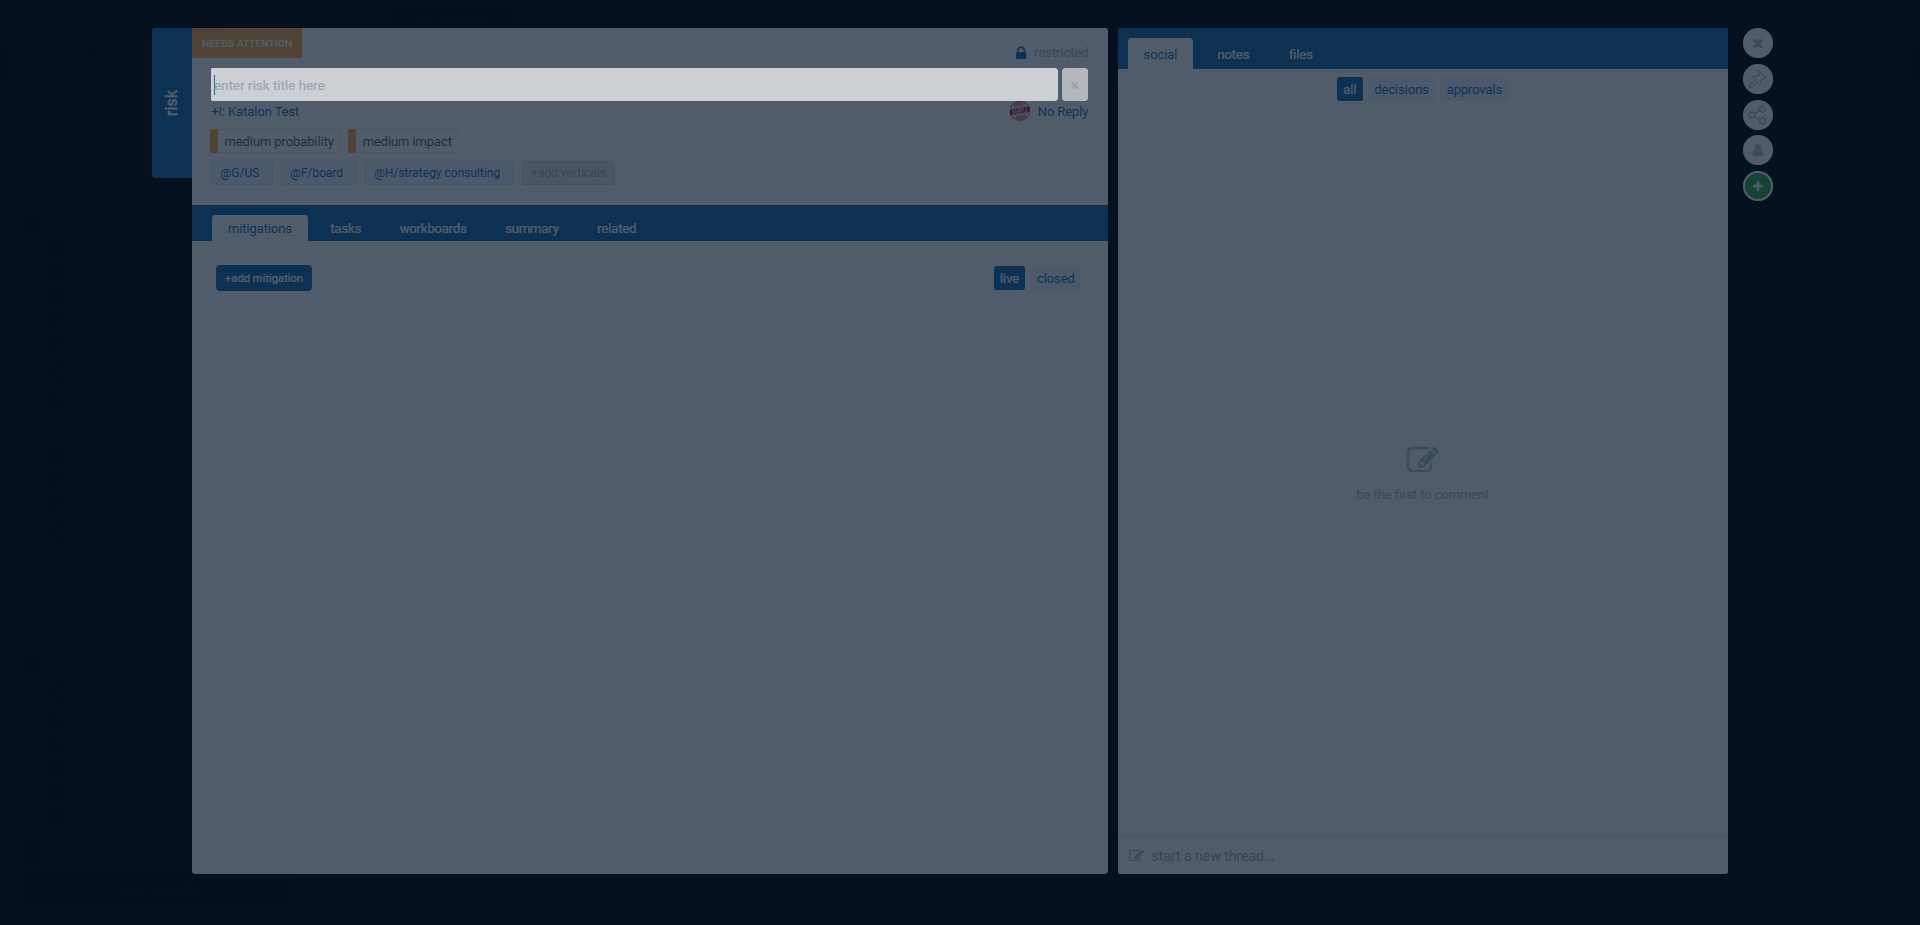 NEEDS ATTENTION
restricted
risk
enter risk title here
+I: Katalon Test
No Reply
medium probability
medium impact
@G/US
@F/board
@H/strategy consulting
+add verticals
mitigations
tasks
workboards
summary
related
+add mitigation
live
closed
social
notes
files
all
decisions
approvals
be the first to comment
start a new thread...